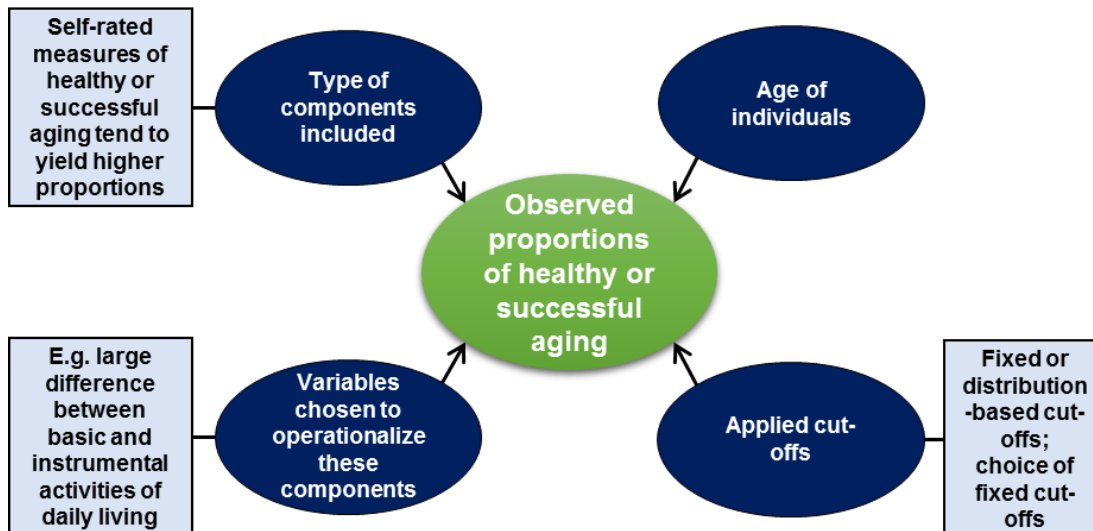 Self-rated
measures of
healthy or
successful
aging tend to
yield higher
proportions
Type of
components
included
Age of
individuals
Observed
proportions
of healthy or
successful
aging
E.g. large
difference
between
basic and
instrumental
activities of
daily living
Variables
chosen to
operationalize
these
components
Applied cut-
offs
Fixed or
distribution
-based cut-
offs;
choice of
fixed cut-
offs